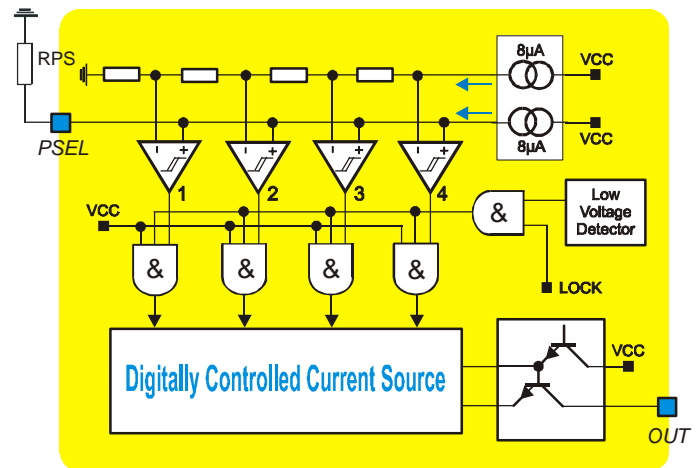 8µA
VCC
RPS
VCC
8µA
PSEL
1
2
3
4
VCC
&
Low
Voltage
Detector
&
&
&
&
LOCK
Digitally Controlled Current Source
VCC
OUT